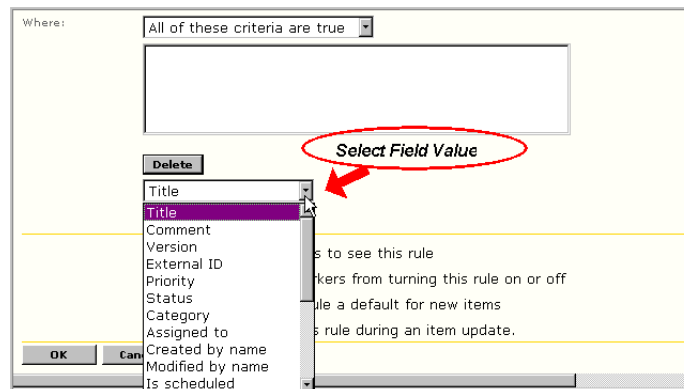 Where:
All of these criteria are true
Select Field Value
Delete
Title
Title
Comment
Version
s to see this rule
External ID
Priority
rkers from turning this rule on or off
Status
Category
ule a default for new items
Assigned to
s rule during an item update.
Created by name
OK
Can
Modified by name
Is scheduled